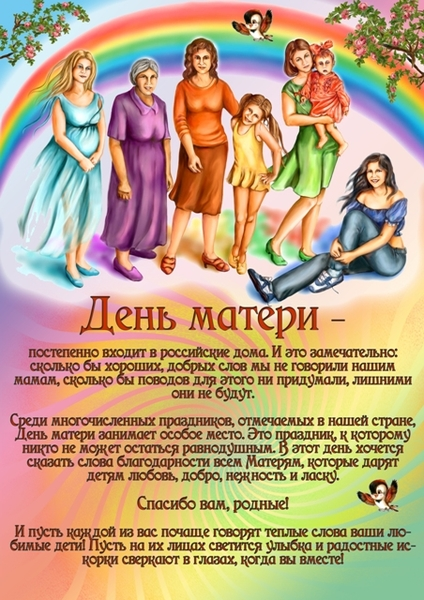 День матери –
постепенно входит в российские дома. И это замечательно:
сколько бы хороших, добрых слов мы не говорили нашим
мамам, сколько бы поводов для этого ни придумали, лишними
они не будут.
Среди многочисленных праздников, отмечаемых в нашей стране,
День матери занимает особое место. Это праздник, к которому
никто не может остаться равнодушным. В этот день хочется
сказать слова благодарности всем Матерям, которые дарят
детям любовь, добро, нежность и ласку.
Спасибо вам, родные!
И пусть каждой из вас почаще говорят теплые слова ваши лю-
бимые дети! Пусть на их лицах светится улыбка и радостные ис-
корки сверкают в глазах, когда вы вместе!